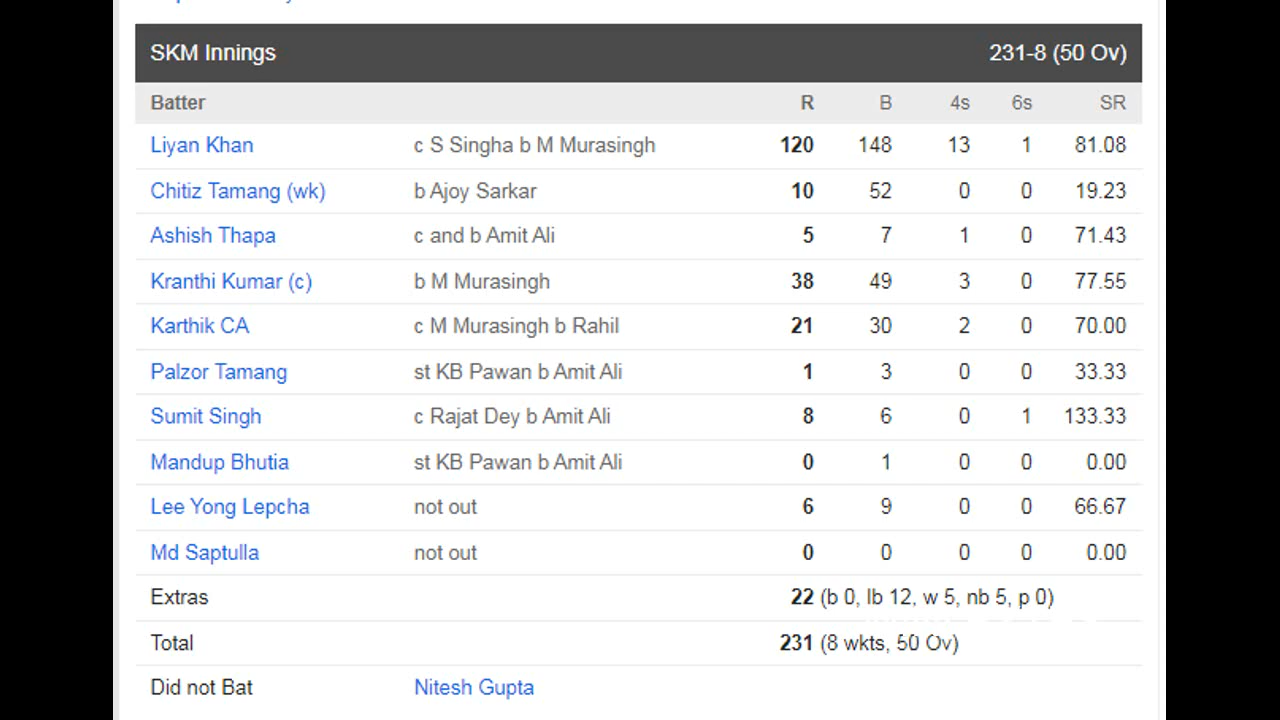 SKM Innings 231-8 (50 Ov)
Batter R B 4s 6s SR
Liyan Khan c S Singha b M Murasingh 120 148 13 1 81.08
Chitiz Tamang (wk) b Ajoy Sarkar 10 52 0 0 19.23
Ashish Thapa c and b Amit Ali 5 7 1 0 71.43
Kranthi Kumar (c) b M Murasingh 38 49 3 0 77.55
Karthik CA c M Murasingh b Rahil 21 30 2 0 70.00
Palzor Tamang st KB Pawan b Amit Ali 1 3 0 0 33.33
Sumit Singh c Rajat Dey b Amit Ali 8 6 0 1 133.33
Mandup Bhutia st KB Pawan b Amit Ali 0 1 0 0 0.00
Lee Yong Lepcha not out 6 9 0 0 66.67
Md Saptulla not out 0 0 0 0 0.00
Extras 22 (b 0, lb 12, w 5, nb 5, p 0)
Total 231 (8 wkts, 50 Ov)
Did not Bat Nitesh Gupta